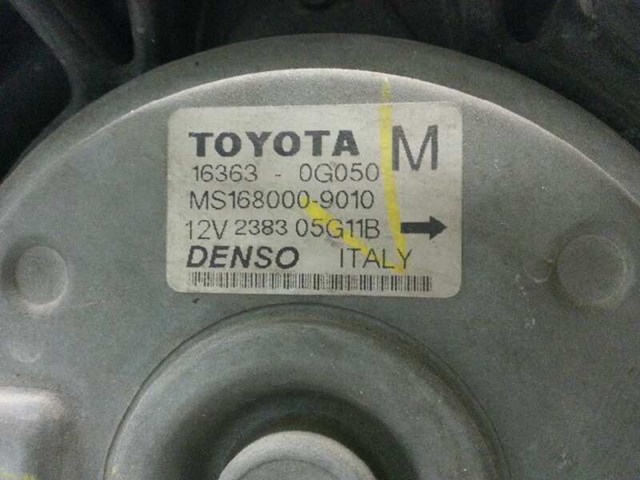 TOYOTA M
16363 - 0G050
MS168000-9010
12V 2383 05G11B
DENSO ITALY